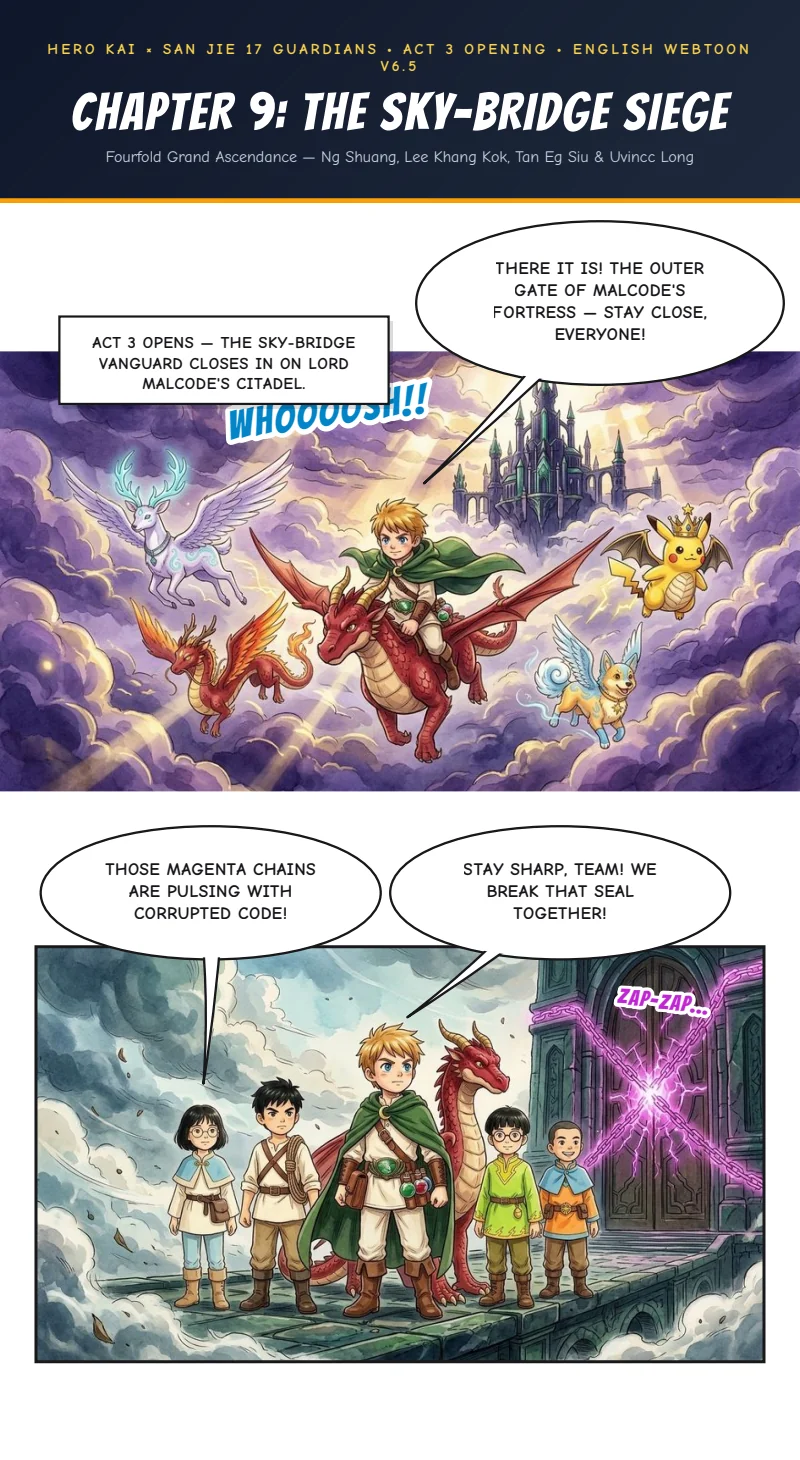 HERO KAI × SAN JIE 17 GUARDIANS • ACT 3 OPENING • ENGLISH WEBTOON
V6.5
CHAPTER 9: THE SKY-BRIDGE SIEGE
Fourfold Grand Ascendance — Ng Shuang, Lee Khang Kok, Tan Eg Siu & Uvincc Long
THERE IT IS! THE OUTER
GATE OF MALCODE'S
FORTRESS — STAY CLOSE,
EVERYONE!
ACT 3 OPENS — THE SKY-BRIDGE
VANGUARD CLOSES IN ON LORD
MALCODE'S CITADEL.
WHOOOOSH!!
THOSE MAGENTA CHAINS
ARE PULSING WITH
CORRUPTED CODE!
STAY SHARP, TEAM! WE
BREAK THAT SEAL
TOGETHER!
ZAP-ZAP...